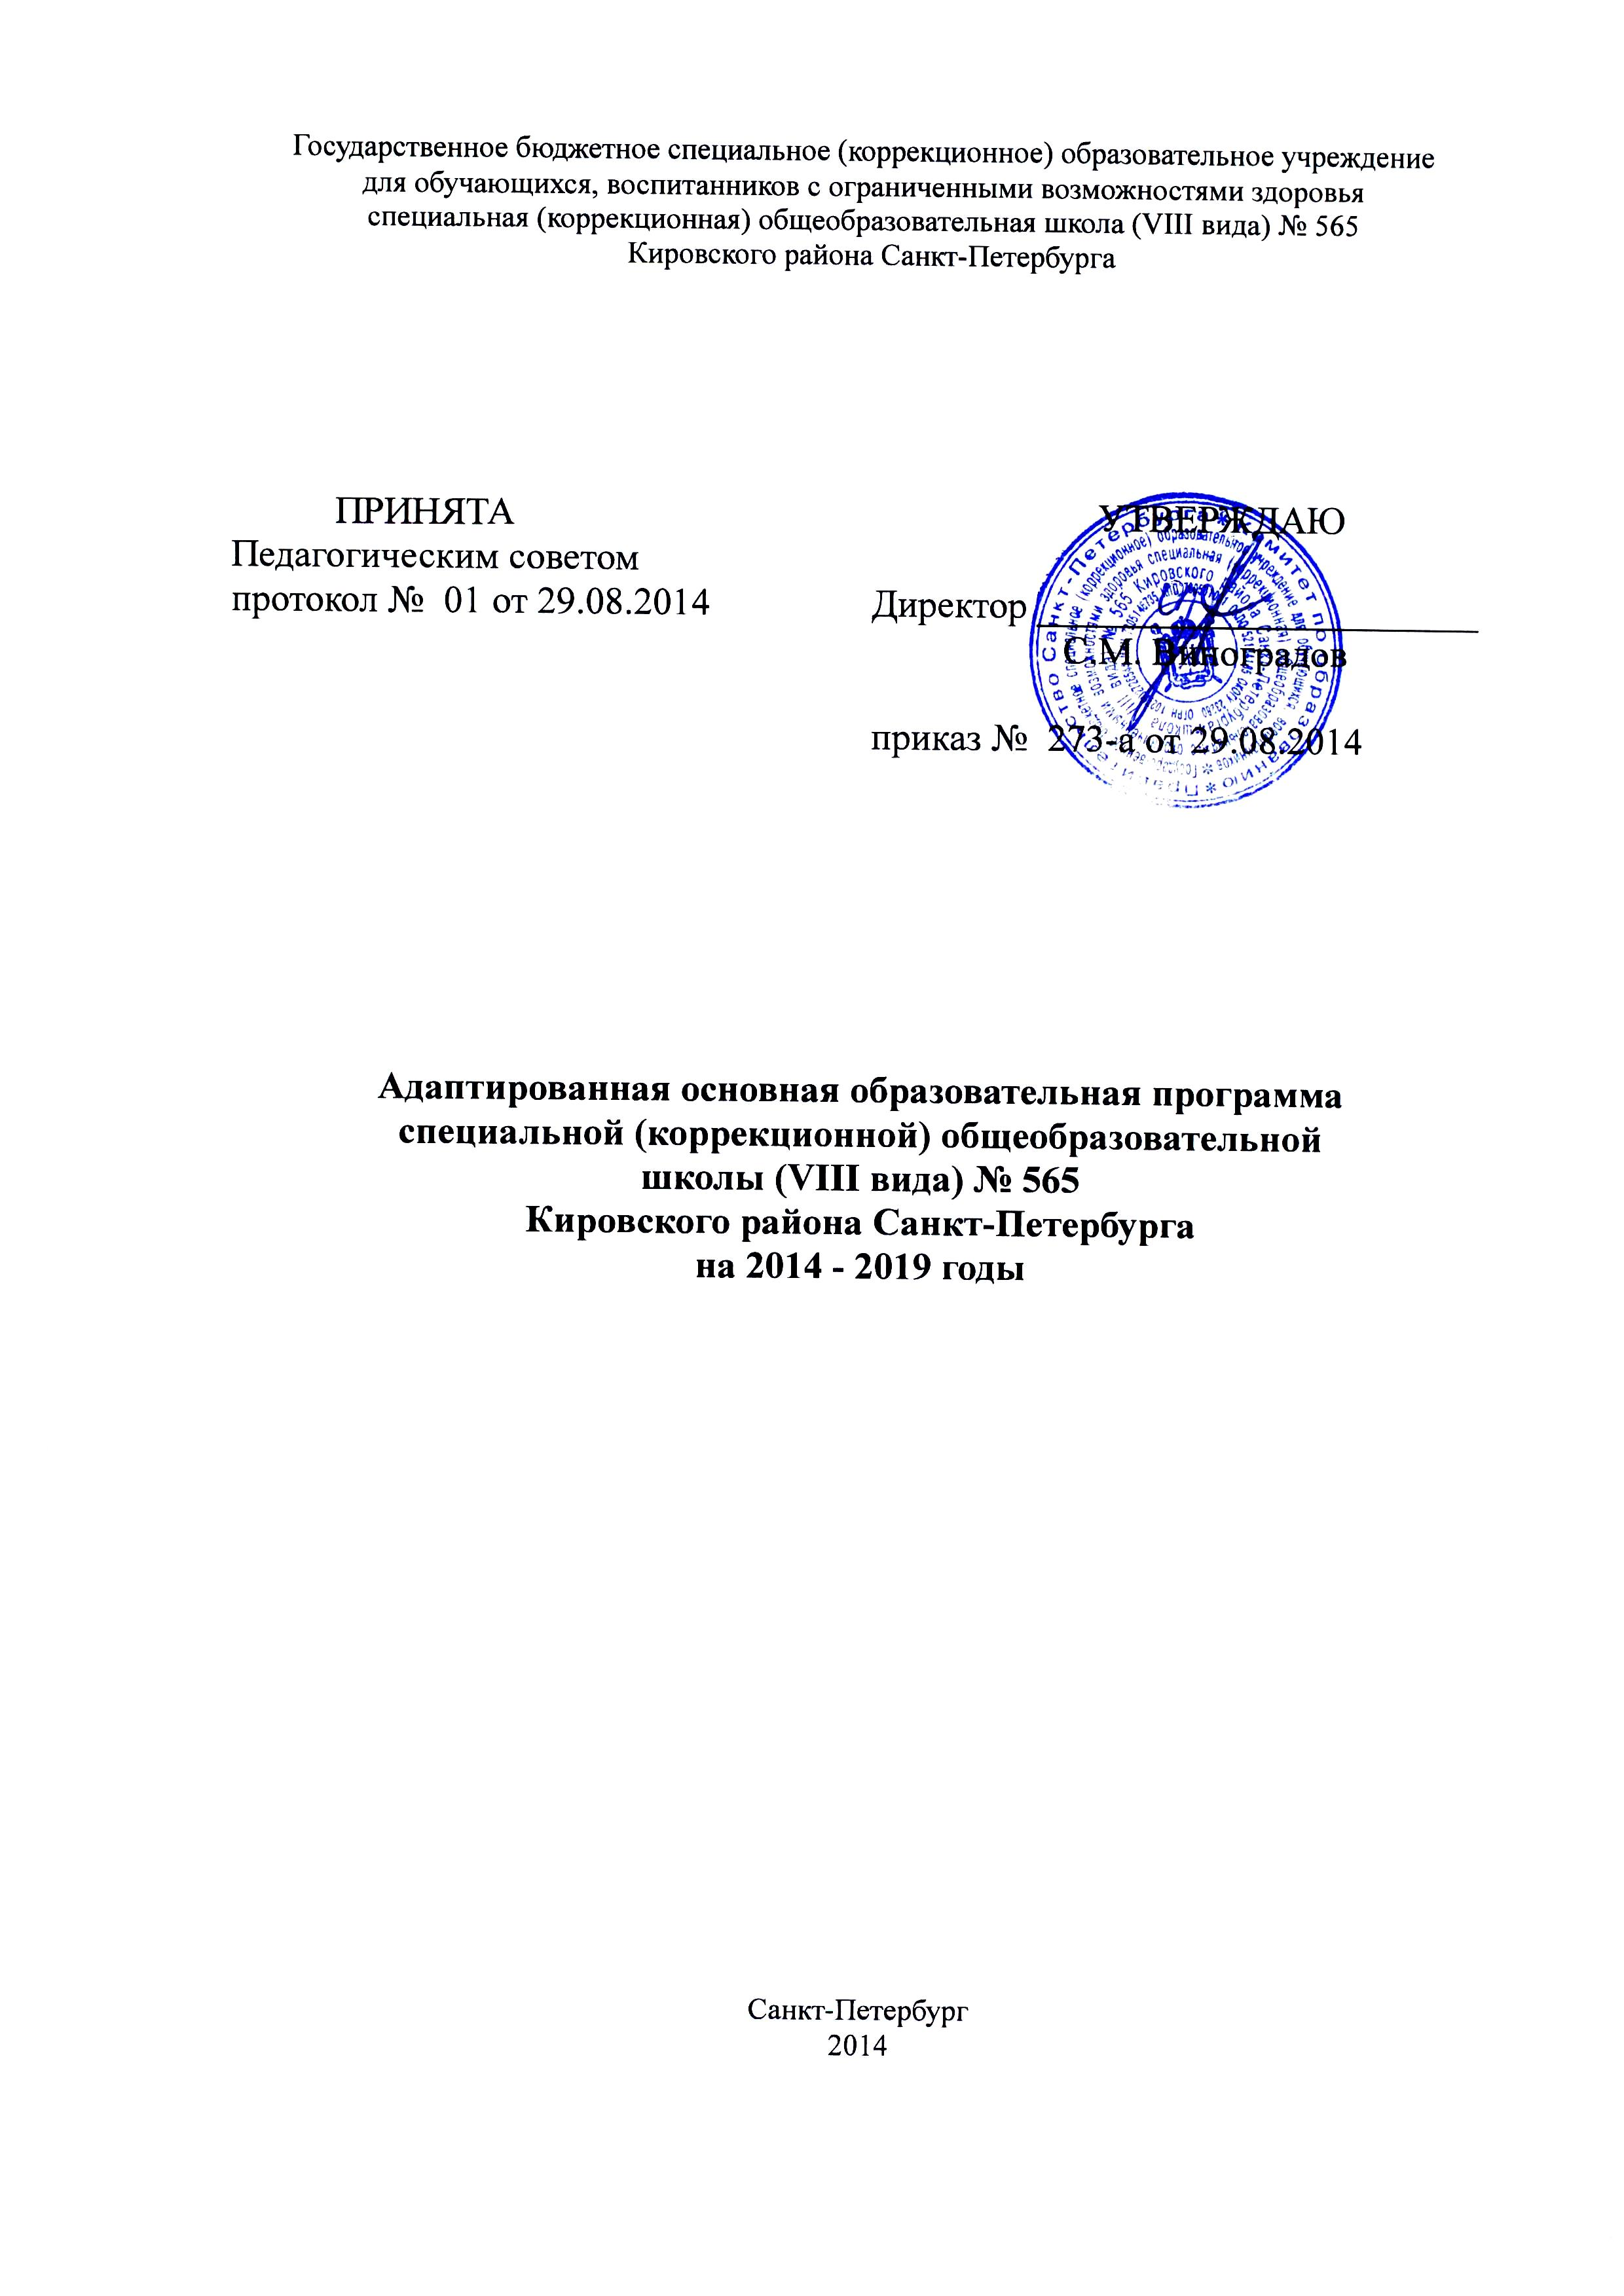 Государственное бюджетное специальное (коррекционное) образовательное учреждение
для обучающихся, воспитанников с ограниченными возможностями здоровья
специальная (коррекционная) общеобразовательная школа (VIII вида) № 565
Кировского района Санкт-Петербурга
ПРИНЯТА
Педагогическим советом
протокол № 01 от 29.08.2014
УТВЕРЖДАЮ
Директор
С.М. Виноградов
приказ № 273-а от 29.08.2014
Адаптированная основная образовательная программа
специальной (коррекционной) общеобразовательной
школы (VIII вида) № 565
Кировского района Санкт-Петербурга
на 2014 - 2019 годы
Санкт-Петербург
2014